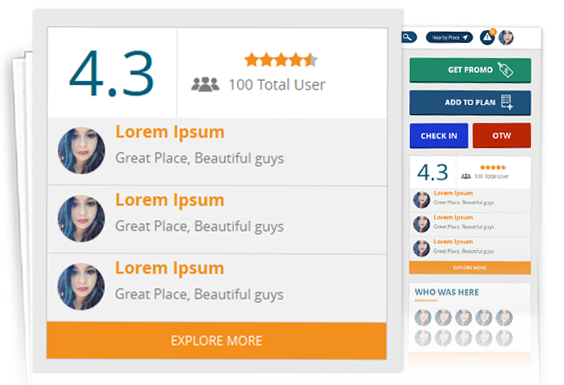 4.3
100 Total User
Lorem Ipsum
Great Place, Beautiful guys
Lorem Ipsum
Great Place, Beautiful guys
Lorem Ipsum
Great Place, Beautiful guys
EXPLORE MORE
Nearby Place
GET PROMO
ADD TO PLAN
CHECK IN
OTW
4.3
100 Total User
Lorem Ipsum
Great Place, Beautiful guys
Lorem Ipsum
Great Place, Beautiful guys
Lorem Ipsum
Great Place, Beautiful guys
EXPLORE MORE
WHO WAS HERE